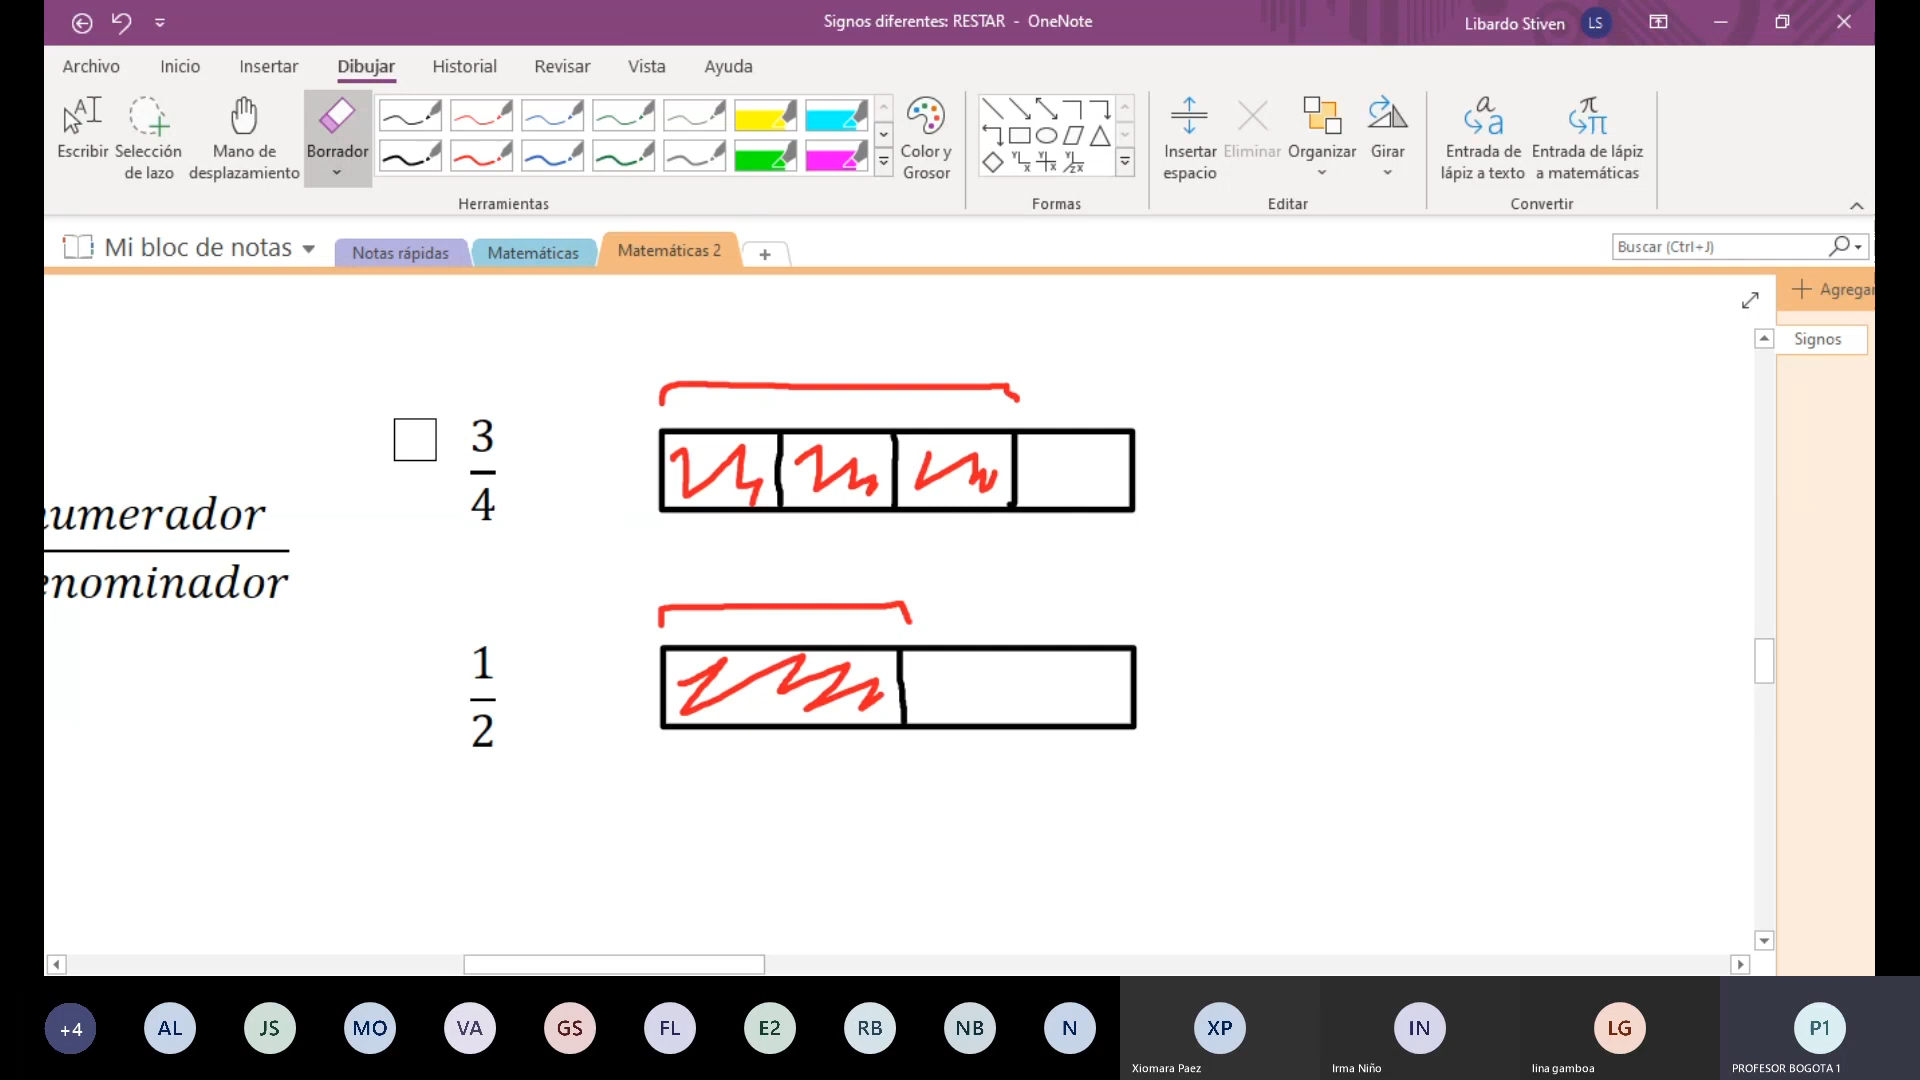 Signos diferentes: RESTAR - OneNote
Libardo Stiven LS
Archivo Inicio Insertar Dibujar Historial Revisar Vista Ayuda
Escribir
Selección de lazo
Mano de desplazamiento
Borrador
Color y Grosor
Insertar espacio
Eliminar
Organizar
Girar
a
a
Entrada de lápiz a texto
π
π
Entrada de lápiz a matemáticas
Herramientas
Formas
Editar
Convertir
Mi bloc de notas
Notas rápidas
Matemáticas
Matemáticas 2
+
Buscar (Ctrl+J)
Agregar
Signos
umerador
enominador
3
4
1
2
+4 AL JS MO VA GS FL E2 RB NB N XP IN LG P1
Xiomara Paez
Irma Niño
lina gamboa
PROFESOR BOGOTA 1